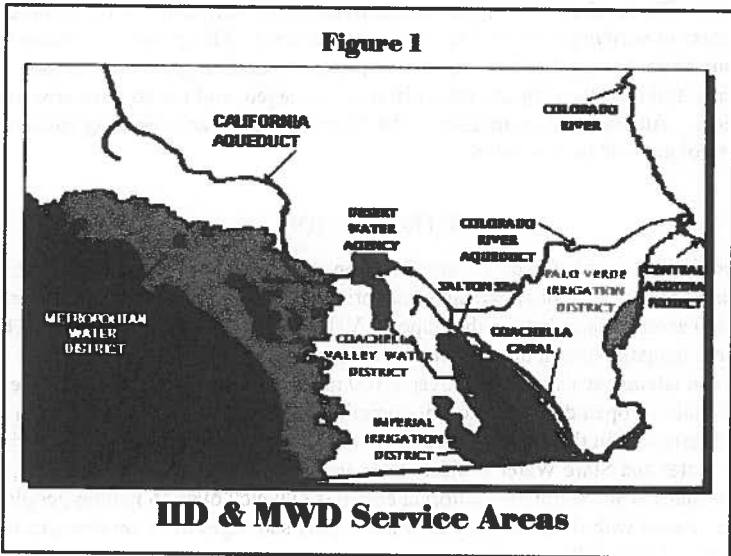 Figure 1
CALIFORNIA
AQUEDUCT
COLORADO
RIVER
DESERT
WATER
AGENCY
COLORADO
RIVER
AQUEDUCT
SALTON SEA
PALO VERDE
IRRIGATION
DISTRICT
CENTRAL
ARIZONA
PROJECT
METROPOLITAN
WATER
DISTRICT
COACHELLA
VALLEY WATER
DISTRICT
COACHELLA
CANAL
IMPERIAL
IRRIGATION
DISTRICT
IID & MWD Service Areas